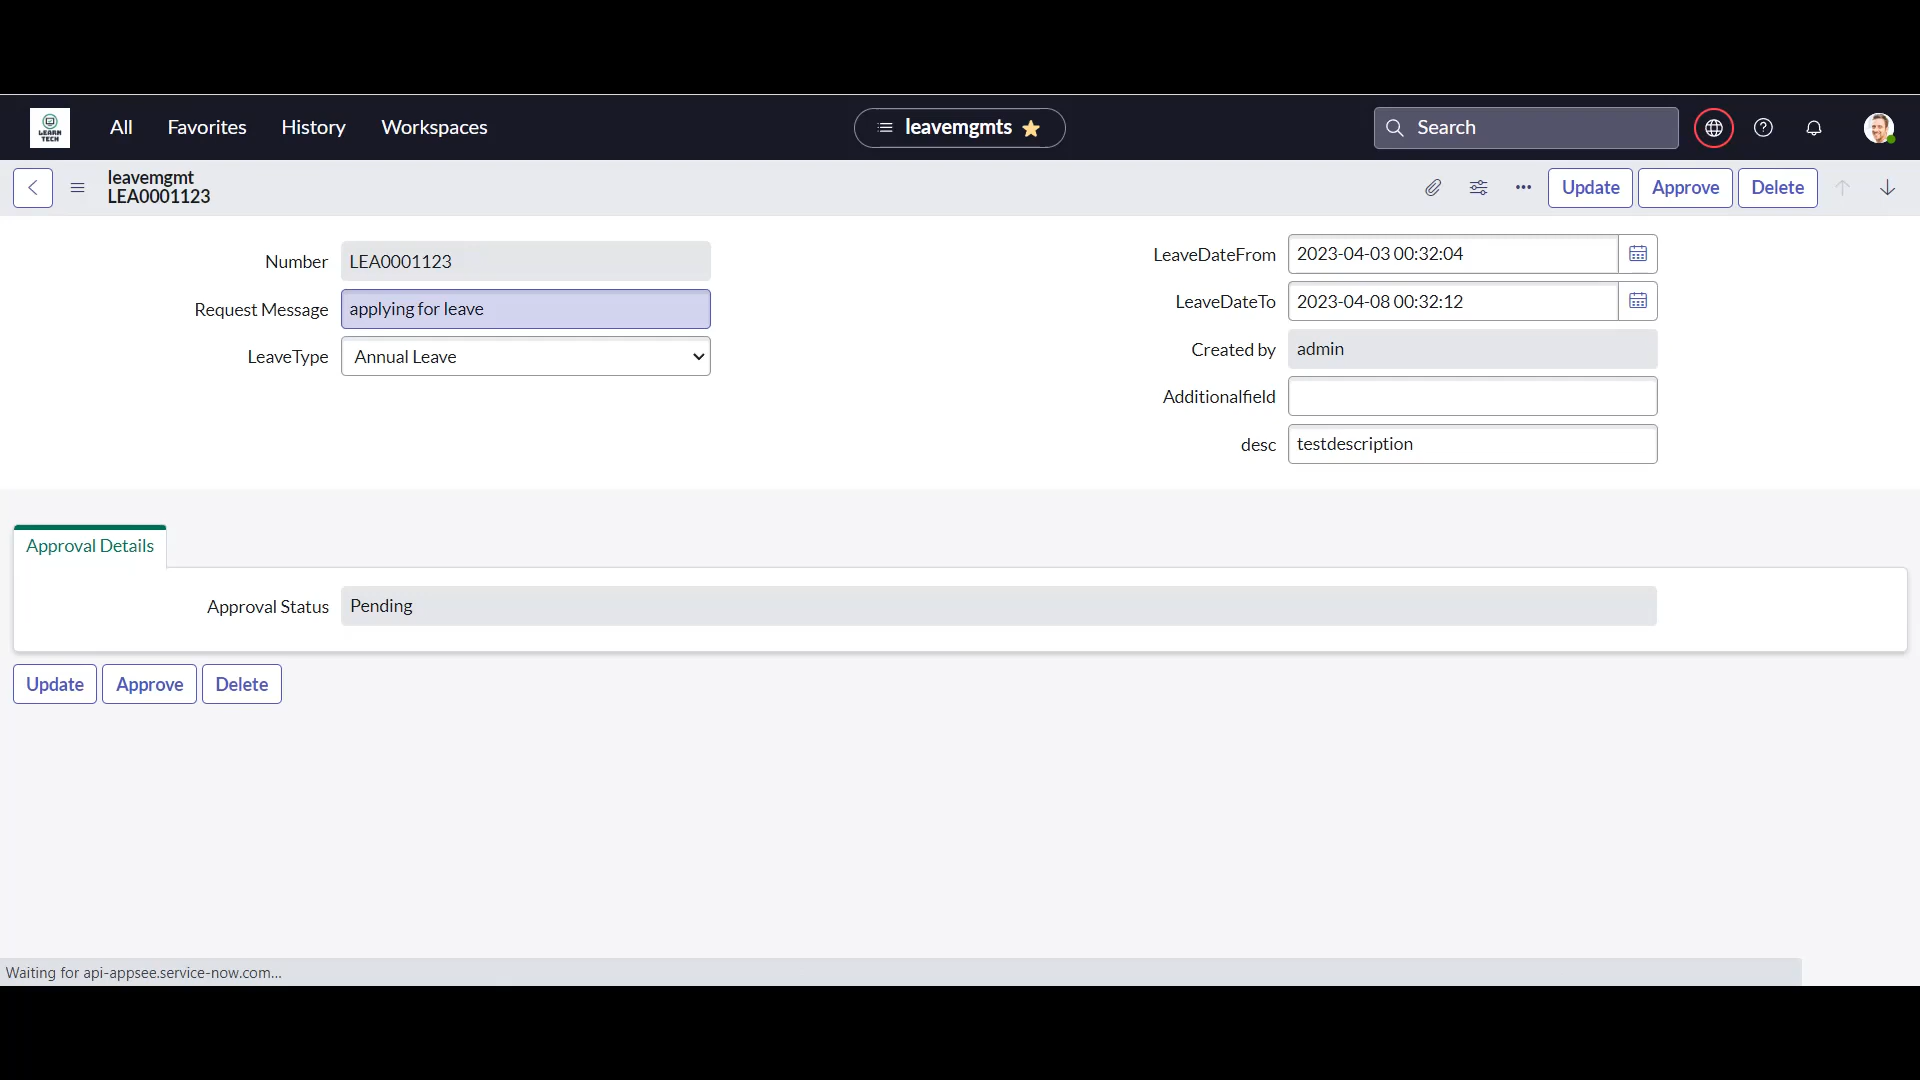 LEARN
TECH
All
Favorites
History
Workspaces
leavemgmts
Search
leavemgmt
LEA0001123
Update
Approve
Delete
Number
LEA0001123
Request Message
applying for leave
LeaveType
Annual Leave
LeaveDateFrom
2023-04-03 00:32:04
LeaveDateTo
2023-04-08 00:32:12
Created by
admin
Additionalfield
desc
testdescription
Approval Details
Approval Status
Pending
Update
Approve
Delete
Waiting for api-appsee.service-now.com...